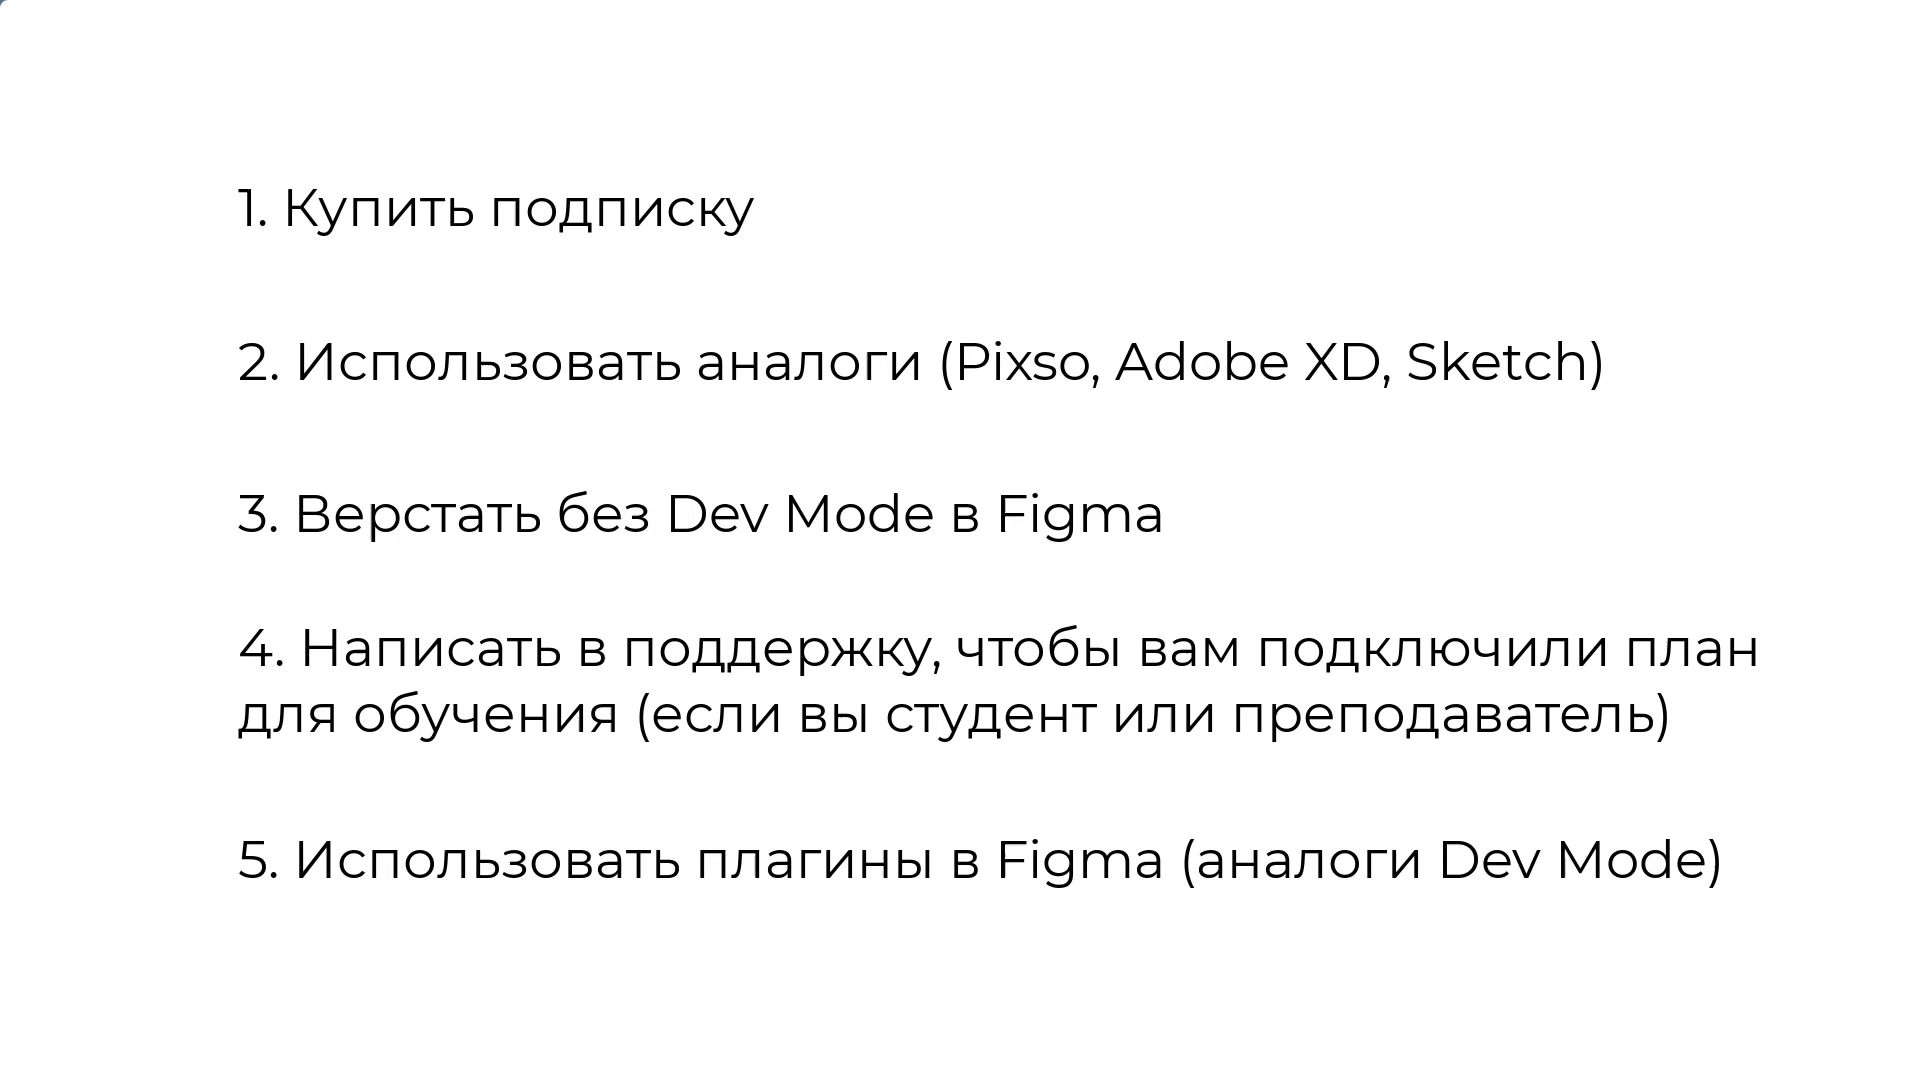 1. Купить подписку
2. Использовать аналоги (Pixso, Adobe XD, Sketch)
3. Верстать без Dev Mode в Figma
4. Написать в поддержку, чтобы вам подключили план
для обучения (если вы студент или преподаватель)
5. Использовать плагины в Figma (аналоги Dev Mode)